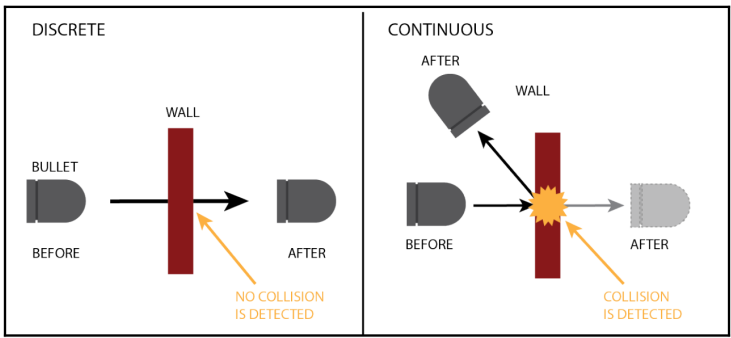 DISCRETE
WALL
BULLET
BEFORE
AFTER
NO COLLISION
IS DETECTED
CONTINUOUS
AFTER
WALL
BEFORE
AFTER
COLLISION
IS DETECTED